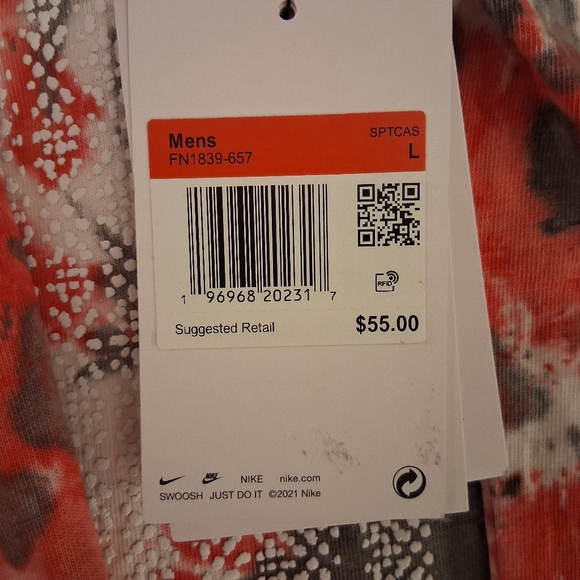 Mens SPTCAS
FN1839-657 L
1 96968 20231 7
RFID
Suggested Retail $55.00
NIKE nike.com
SWOOSH JUST DO IT ©2021 Nike